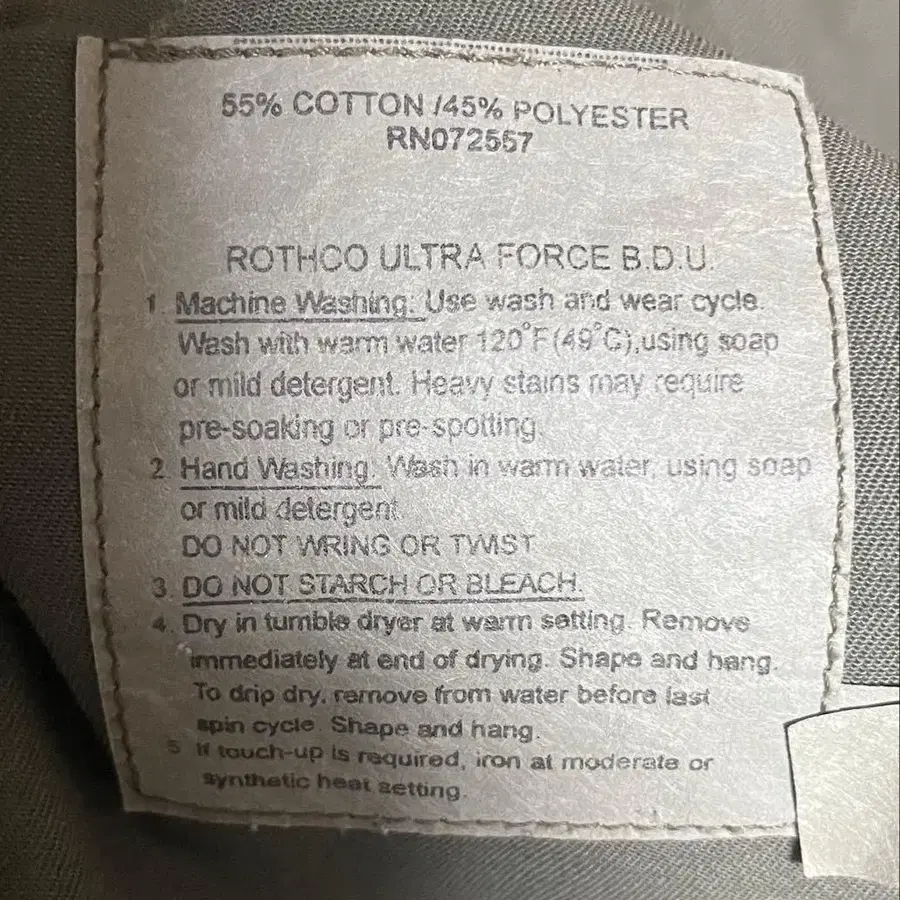 55% COTTON /45% POLYESTER
RN072557
ROTHCO ULTRA FORCE B.D.U.
1. Machine Washing: Use wash and wear cycle.
Wash with warm water 120°F(49°C),using soap
or mild detergent. Heavy stains may require
pre-soaking or pre-spotting.
2. Hand Washing: Wash in warm water, using soap
or mild detergent.
DO NOT WRING OR TWIST
3. DO NOT STARCH OR BLEACH.
4. Dry in tumble dryer at warm setting. Remove
immediately at end of drying. Shape and hang.
To drip dry, remove from water before last
spin cycle. Shape and hang.
5 If touch-up is required, iron at moderate or
synthetic heat setting.